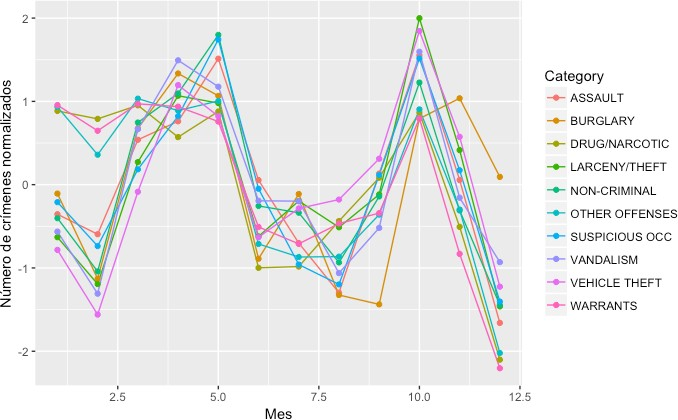 Número de crímenes normalizados
2
1
0
-1
-2
2.5
5.0
7.5
10.0
12.5
Mes
Category
ASSAULT
BURGLARY
DRUG/NARCOTIC
LARCENY/THEFT
NON-CRIMINAL
OTHER OFFENSES
SUSPICIOUS OCC
VANDALISM
VEHICLE THEFT
WARRANTS